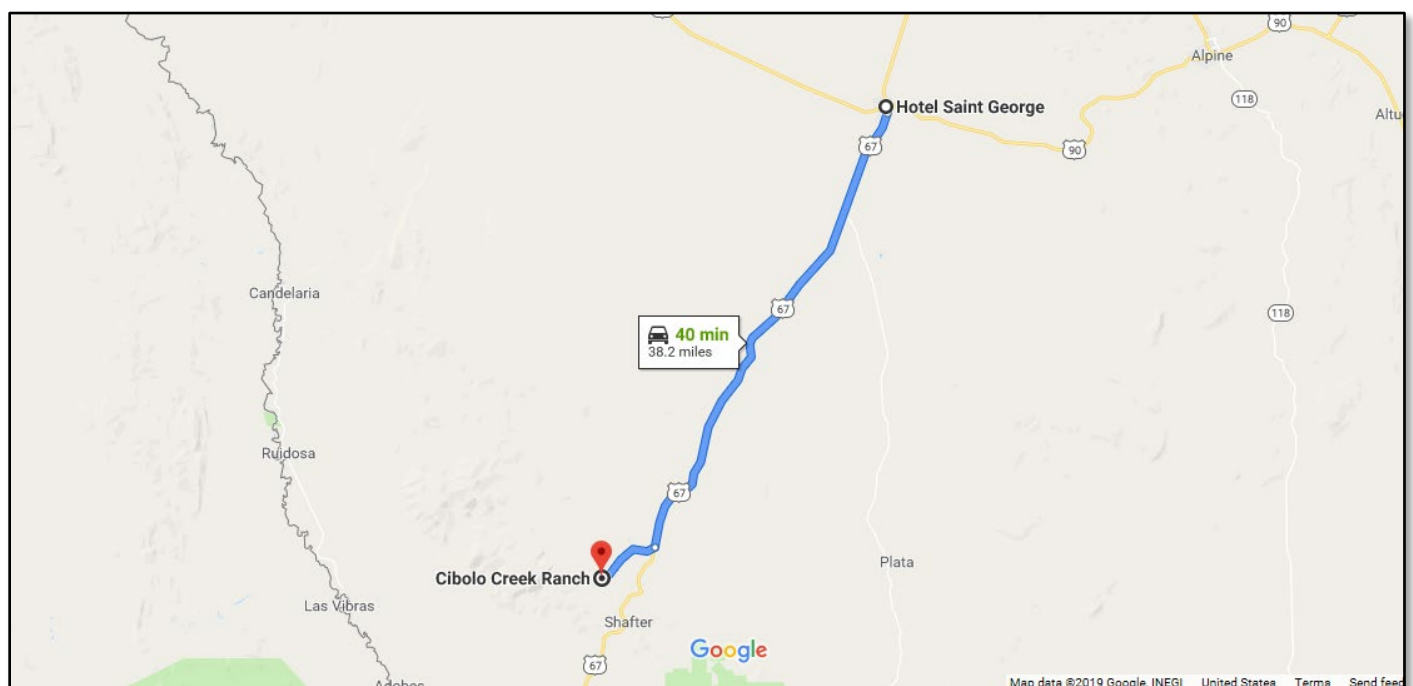 90
90
Alpine
118
Hotel Saint George
Altu
67
90
Candelaria
67
118
40 min
38.2 miles
Ruidosa
67
Plata
Cibolo Creek Ranch
Las Vibras
Shafter
Google
67
Adobes
Map data ©2019 Google, INEGI United States Terms Send feed